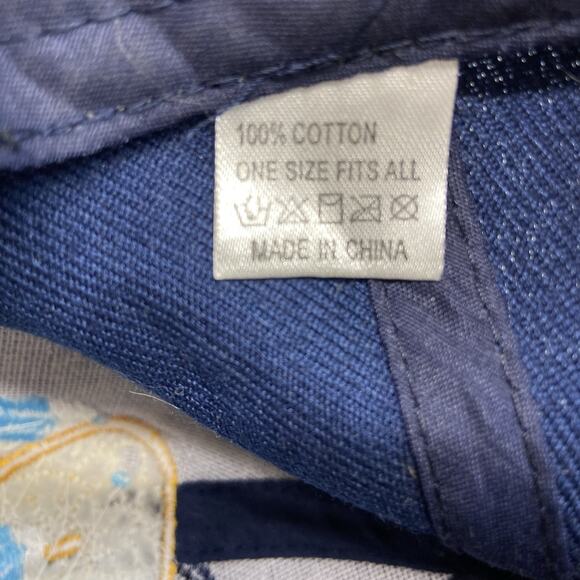 100% COTTON
ONE SIZE FITS ALL
MADE IN CHINA